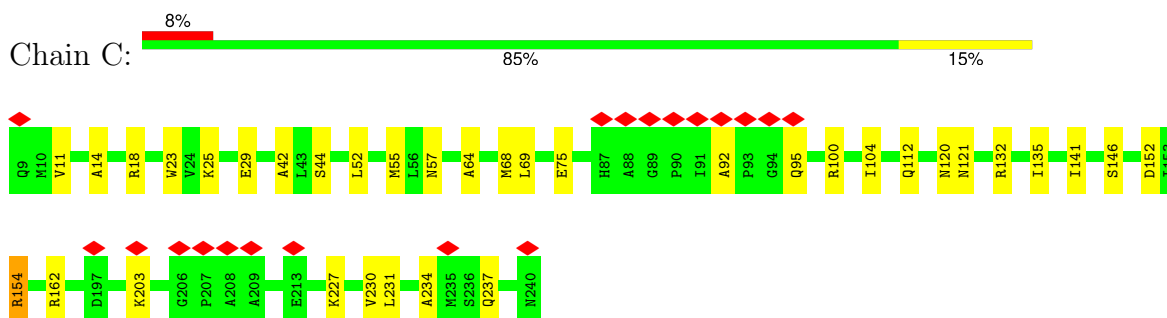 8%
Chain C:
85% 15%
Q9 M10 V11 A14 R18 W23 V24 K25 E29 A42 L43 S44 L52 M55 L56 N57 A64 M68 L69 E75 H87 A88 G89 P90 I91 A92 P93 G94 Q95 R100 I104 Q112 N120 N121 R132 I135 I141 S146 D152
R154 R162 D197 K203 G206 P207 A208 A209 E213 K227 V230 L231 A234 M235 S236 Q237 N240